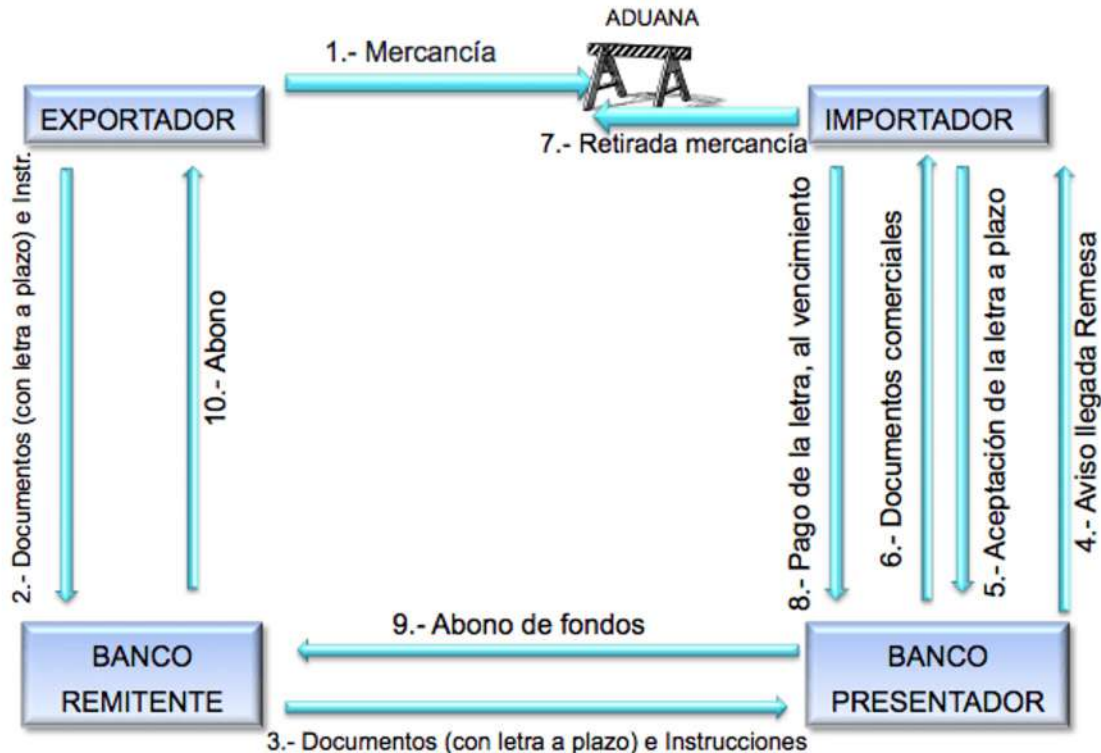 ADUANA
1.- Mercancía
EXPORTADOR
IMPORTADOR
7.- Retirada mercancía
2.- Documentos (con letra a plazo) e Instr.
10.- Abono
8.- Pago de la letra, al vencimiento
6.- Documentos comerciales
5.- Aceptación de la letra a plazo
4.- Aviso llegada Remesa
9.- Abono de fondos
BANCO
REMITENTE
BANCO
PRESENTADOR
3.- Documentos (con letra a plazo) e Instrucciones